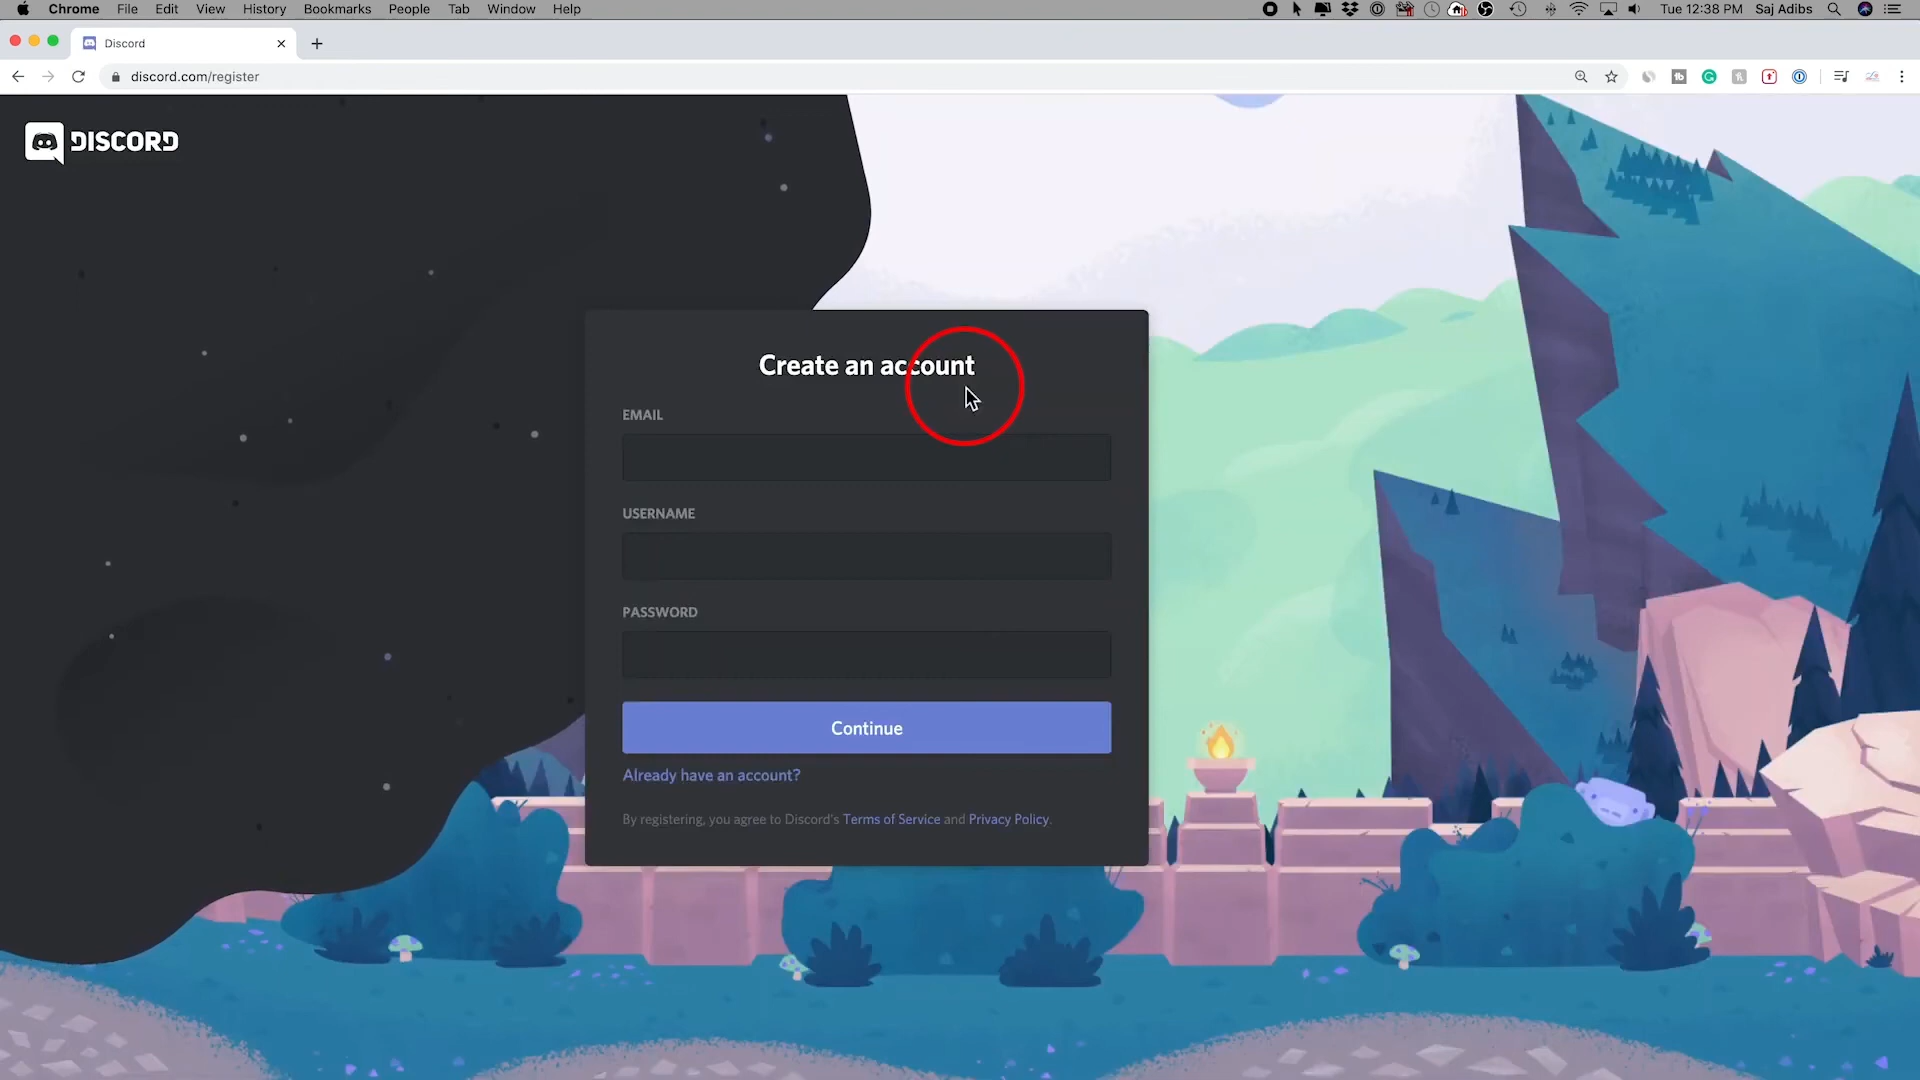 Chrome File Edit View History Bookmarks People Tab Window Help Tue 12:38 PM Saj Adibs
Discord
discord.com/register
DISCORD
Create an account
EMAIL
USERNAME
PASSWORD
Continue
Already have an account?
By registering, you agree to Discord's Terms of Service and Privacy Policy.